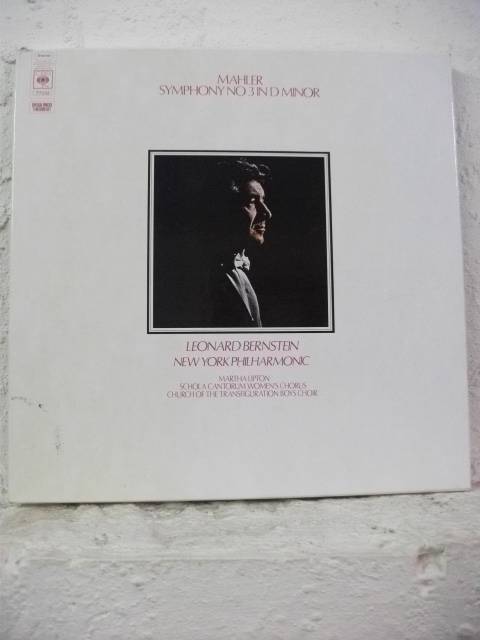 CBS
MAHLER
SYMPHONY NO 3 IN D MINOR
LEONARD BERNSTEIN
NEW YORK PHILHARMONIC
MARTHA LIPTON
SCHOLA CANTORUM WOMEN'S CHORUS
CHURCH OF THE TRANSFIGURATION BOYS CHOIR